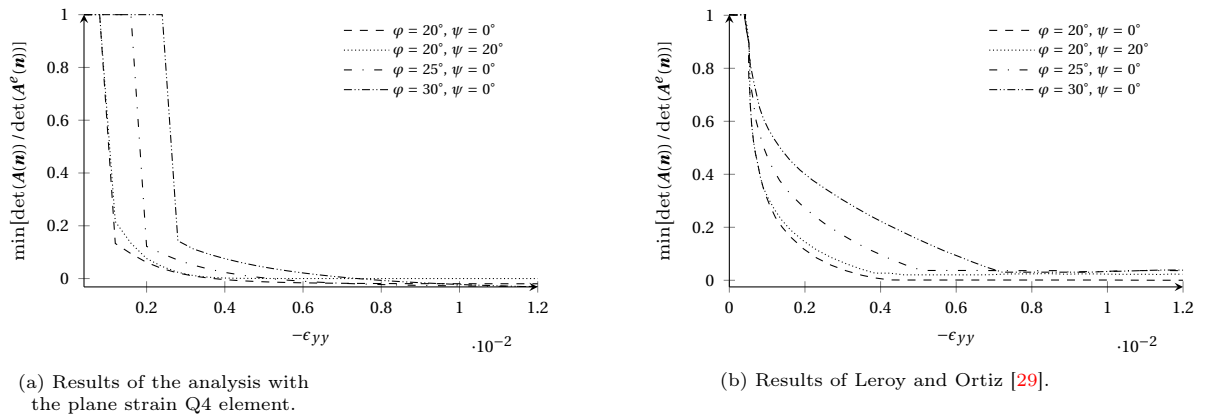 min[det(A(n))/det(A^e(n))]
1
0.8
0.6
0.4
0.2
0
0.2 0.4 0.6 0.8 1 1.2
−ϵyy
·10⁻²
φ = 20°, ψ = 0°
φ = 20°, ψ = 20°
φ = 25°, ψ = 0°
φ = 30°, ψ = 0°
(a) Results of the analysis with
the plane strain Q4 element.
min[det(A(n))/det(A^e(n))]
1
0.8
0.6
0.4
0.2
0
0 0.2 0.4 0.6 0.8 1 1.2
−ϵyy
·10⁻²
φ = 20°, ψ = 0°
φ = 20°, ψ = 20°
φ = 25°, ψ = 0°
φ = 30°, ψ = 0°
(b) Results of Leroy and Ortiz [29].